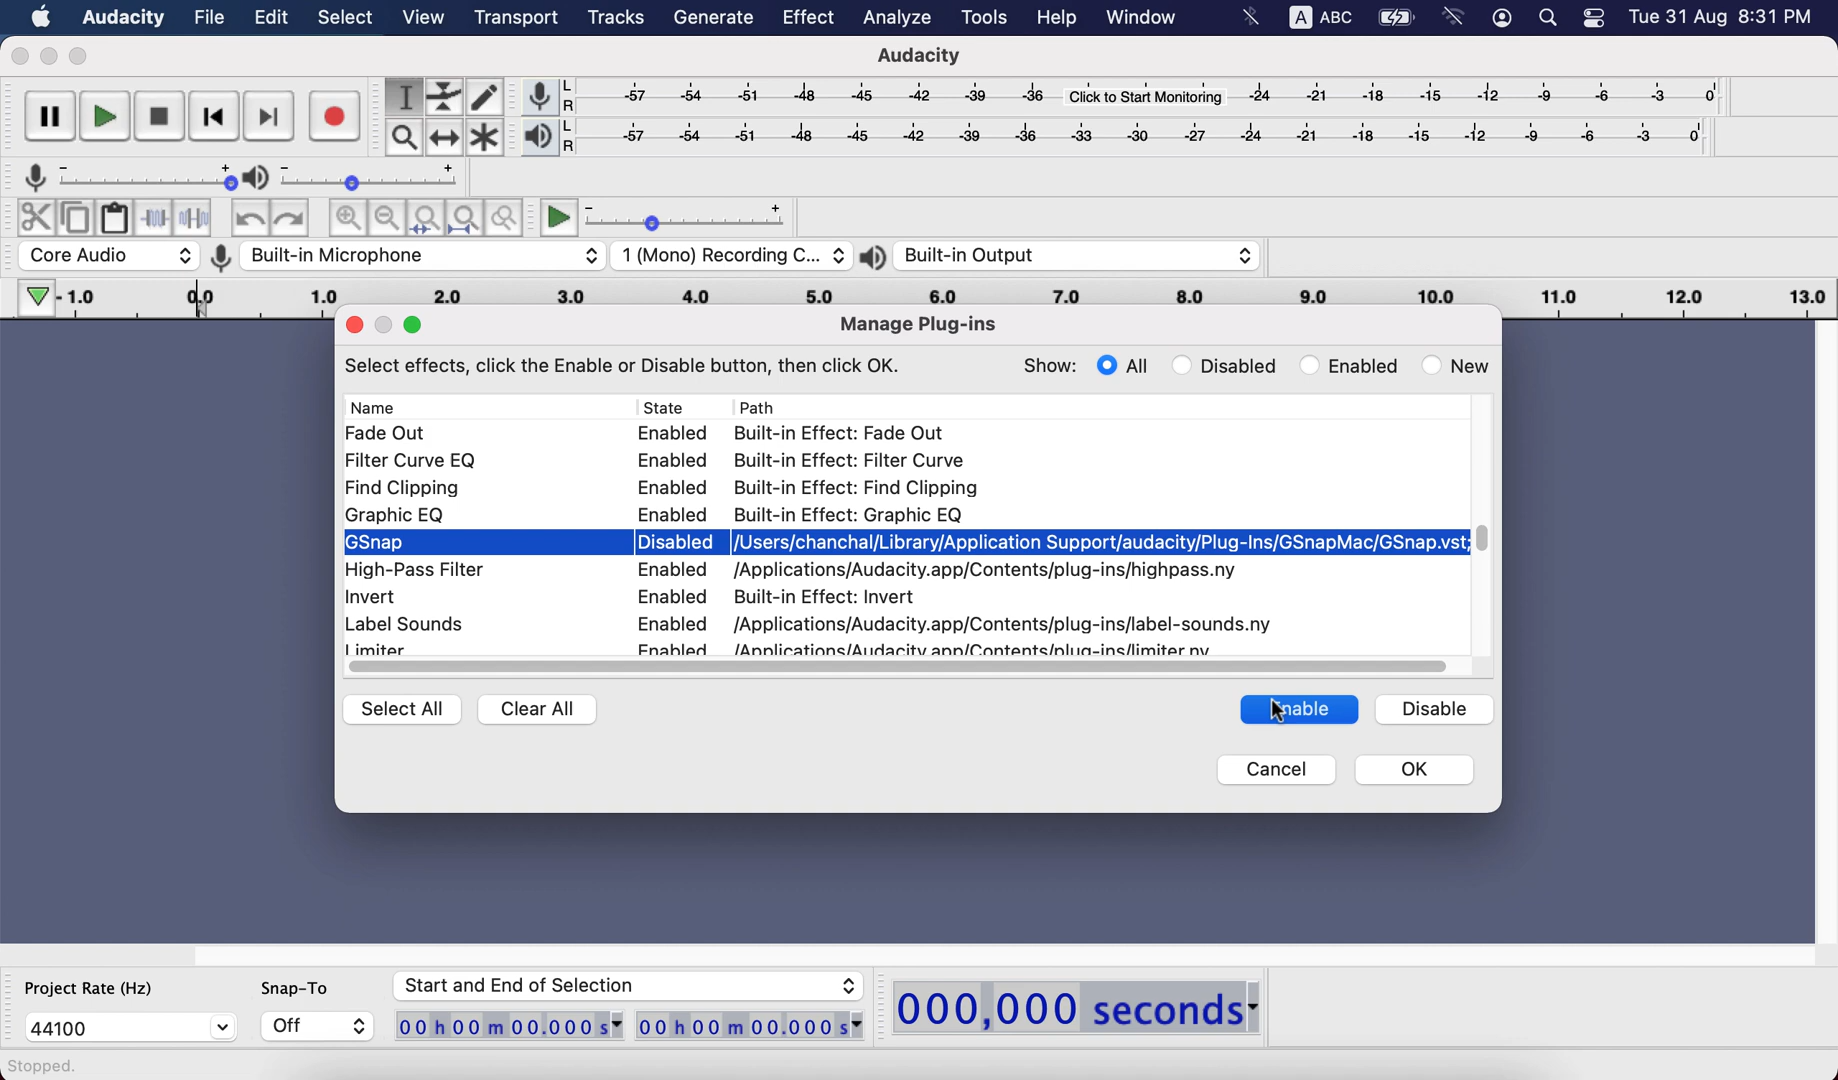 Audacity File Edit Select View Transport Tracks Generate Effect Analyze Tools Help Window A ABC Tue 31 Aug 8:31 PM
Audacity
L -57 -54 -51 -48 -45 -42 -39 -36 Click to Start Monitoring -24 -21 -18 -15 -12 -9 -6 -3 0
R
L -57 -54 -51 -48 -45 -42 -39 -36 -33 -30 -27 -24 -21 -18 -15 -12 -9 -6 -3 0
R
- + - +
- +
Core Audio Built-in Microphone 1 (Mono) Recording C... Built-in Output
-1.0 0.0 1.0 2.0 3.0 4.0 5.0 6.0 7.0 8.0 9.0 10.0 11.0 12.0 13.0
Manage Plug-ins
Select effects, click the Enable or Disable button, then click OK. Show: All Disabled Enabled New
Name State Path
Fade Out Enabled Built-in Effect: Fade Out
Filter Curve EQ Enabled Built-in Effect: Filter Curve
Find Clipping Enabled Built-in Effect: Find Clipping
Graphic EQ Enabled Built-in Effect: Graphic EQ
GSnap Disabled /Users/chanchal/Library/Application Support/audacity/Plug-Ins/GSnapMac/GSnap.vst;
High-Pass Filter Enabled /Applications/Audacity.app/Contents/plug-ins/highpass.ny
Invert Enabled Built-in Effect: Invert
Label Sounds Enabled /Applications/Audacity.app/Contents/plug-ins/label-sounds.ny
Limiter Enabled /Applications/Audacity.app/Contents/plug-ins/limiter.ny
Select All Clear All Enable Disable
Cancel OK
Project Rate (Hz) Snap-To Start and End of Selection
44100 Off 00 h 00 m 00.000 s 00 h 00 m 00.000 s 000,000 seconds
Stopped.